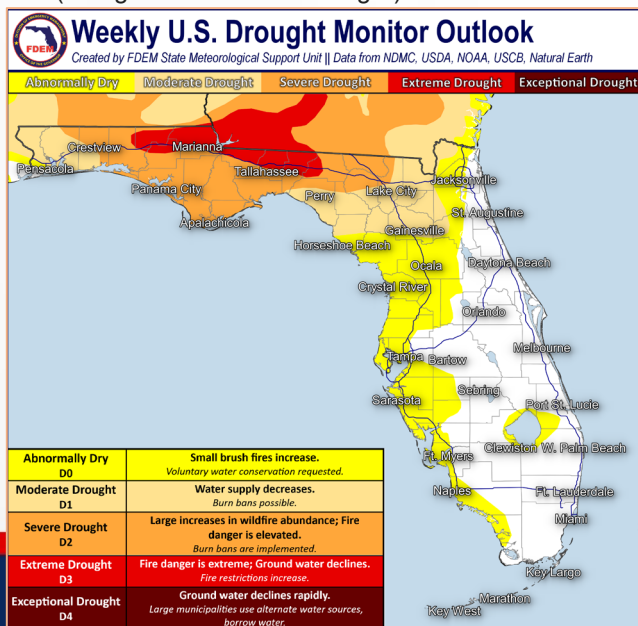 Weekly U.S. Drought Monitor Outlook
Created by FDEM State Meteorological Support Unit || Data from NDMC, USDA, NOAA, USCB, Natural Earth
FDEM
Abnormally Dry Moderate Drought Severe Drought Extreme Drought Exceptional Drought
Crestview
Marianna
Pensacola
Tallahassee
Jacksonville
Panama City
Perry
Lake City
Apalachicola
St. Augustine
Gainesville
Horseshoe Beach
Ocala
Daytona Beach
Crystal River
Orlando
Melbourne
Tampa
Bartow
Sebring
Sarasota
Port St. Lucie
Ft. Myers
Clewiston
W. Palm Beach
Naples
Ft. Lauderdale
Miami
Key Largo
Marathon
Key West
Abnormally Dry
D0
Small brush fires increase.
Voluntary water conservation requested.
Moderate Drought
D1
Water supply decreases.
Burn bans possible.
Severe Drought
D2
Large increases in wildfire abundance; Fire
danger is elevated.
Burn bans are implemented.
Extreme Drought
D3
Fire danger is extreme; Ground water declines.
Fire restrictions increase.
Exceptional Drought
D4
Ground water declines rapidly.
Large municipalities use alternate water sources,
borrow water.